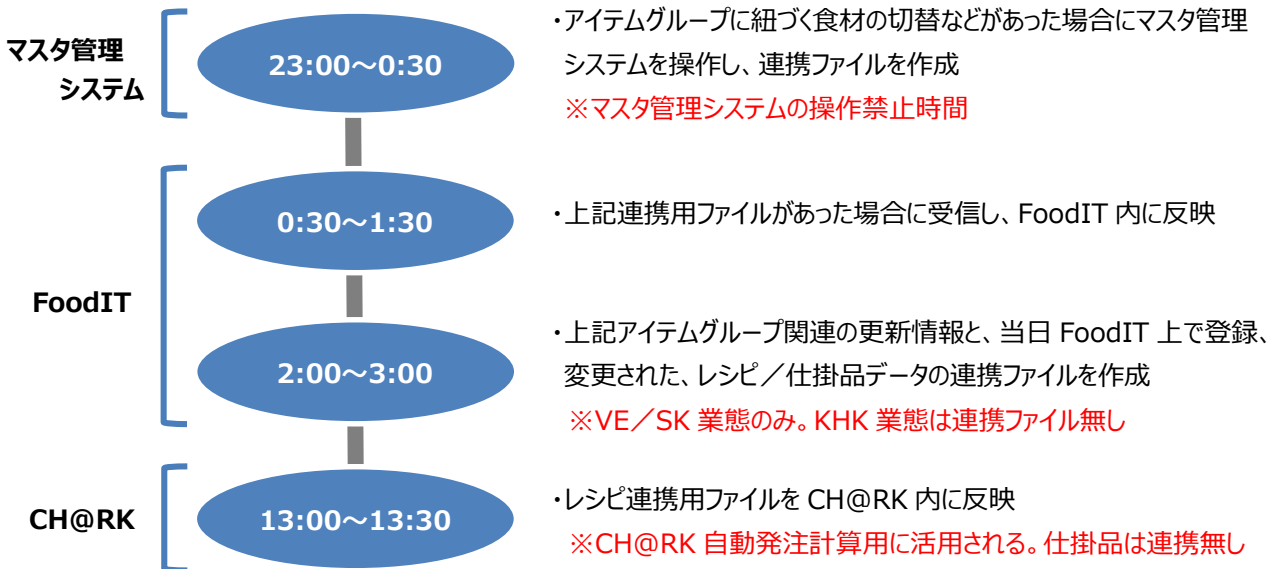 マスタ管理
システム
23:00～0:30
・アイテムグループに紐づく食材の切替などがあった場合にマスタ管理
システムを操作し、連携ファイルを作成
※マスタ管理システムの操作禁止時間
FoodIT
0:30～1:30
・上記連携用ファイルがあった場合に受信し、FoodIT 内に反映
2:00～3:00
・上記アイテムグループ関連の更新情報と、当日 FoodIT 上で登録、
変更された、レシピ／仕掛品データの連携ファイルを作成
※VE／SK 業態のみ。KHK 業態は連携ファイル無し
CH@RK
13:00～13:30
・レシピ連携用ファイルを CH@RK 内に反映
※CH@RK 自動発注計算用に活用される。仕掛品は連携無し